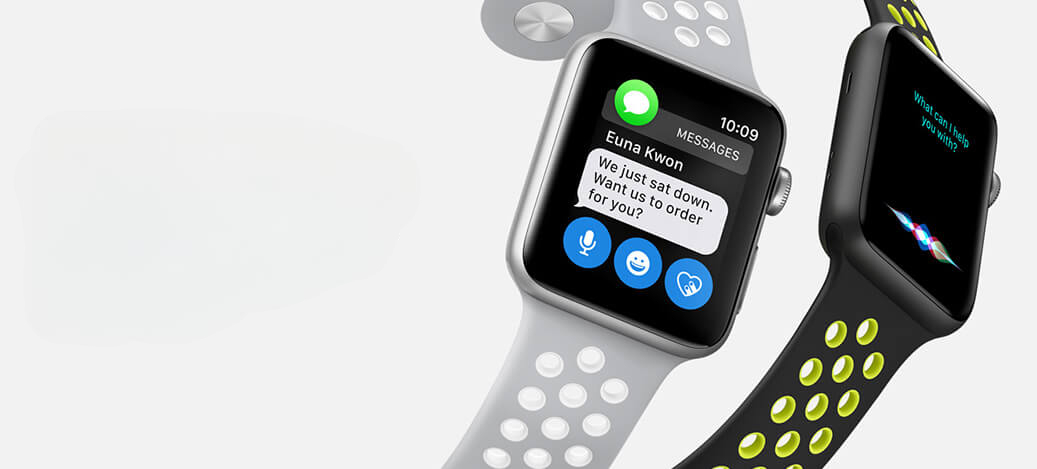 10:09
MESSAGES
Euna Kwon
We just sat down.
Want us to order
for you?
What can I help
you with?